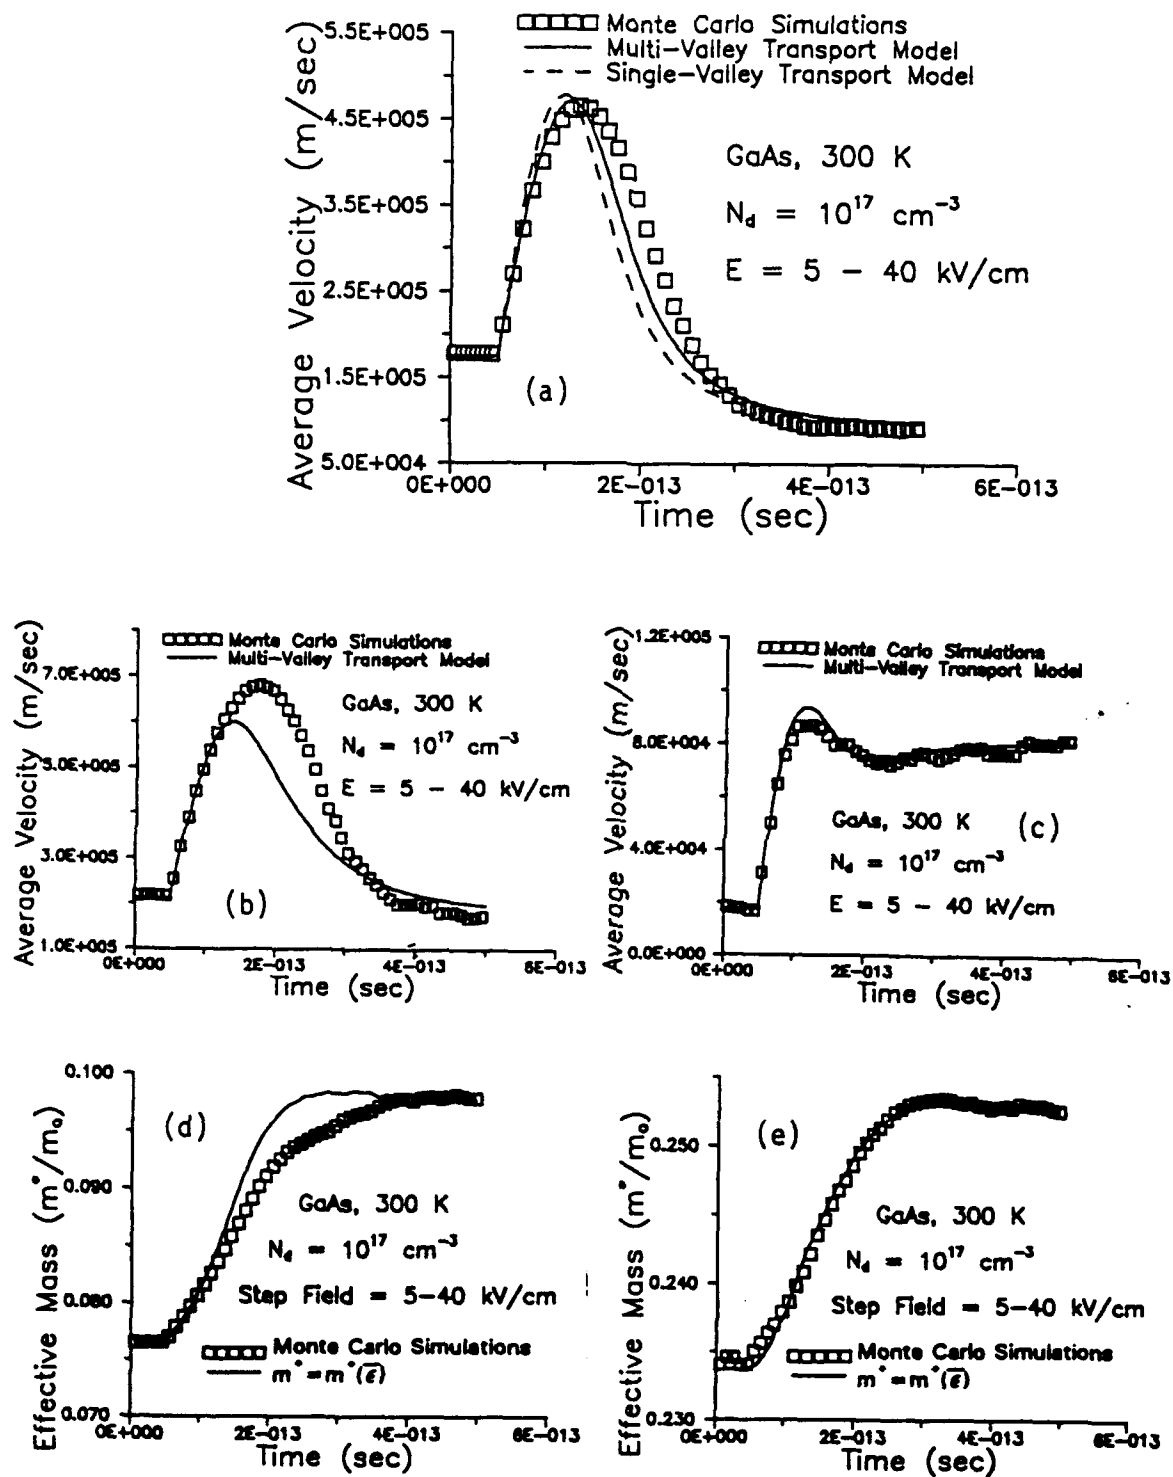 5.5E+005
4.5E+005
3.5E+005
2.5E+005
1.5E+005
5.0E+004
Average Velocity (m/sec)
Monte Carlo Simulations
Multi-Valley Transport Model
Single-Valley Transport Model
GaAs, 300 K
N_d = 10^17 cm^-3
E = 5 - 40 kV/cm
(a)
0E+000 2E-013 4E-013 6E-013
Time (sec)
7.0E+005
5.0E+005
3.0E+005
1.0E+005
Average Velocity (m/sec)
Monte Carlo Simulations
Multi-Valley Transport Model
GaAs, 300 K
N_d = 10^17 cm^-3
E = 5 - 40 kV/cm
(b)
0E+000 2E-013 4E-013 6E-013
Time (sec)
1.2E+005
8.0E+004
4.0E+004
0.0E+000
Average Velocity (m/sec)
Monte Carlo Simulations
Multi-Valley Transport Model
GaAs, 300 K
(c)
N_d = 10^17 cm^-3
E = 5 - 40 kV/cm
0E+000 2E-013 4E-013 6E-013
Time (sec)
0.100
0.090
0.080
0.070
Effective Mass (m*/m₀)
(d)
GaAs, 300 K
N_d = 10^17 cm^-3
Step Field = 5-40 kV/cm
Monte Carlo Simulations
m*=m*(ε̅)
0E+000 2E-013 4E-013 6E-013
Time (sec)
0.250
0.240
0.230
Effective Mass (m*/m₀)
(e)
GaAs, 300 K
N_d = 10^17 cm^-3
Step Field = 5-40 kV/cm
Monte Carlo Simulations
m*=m*(ε̅)
0E+000 2E-013 4E-013 6E-013
Time (sec)